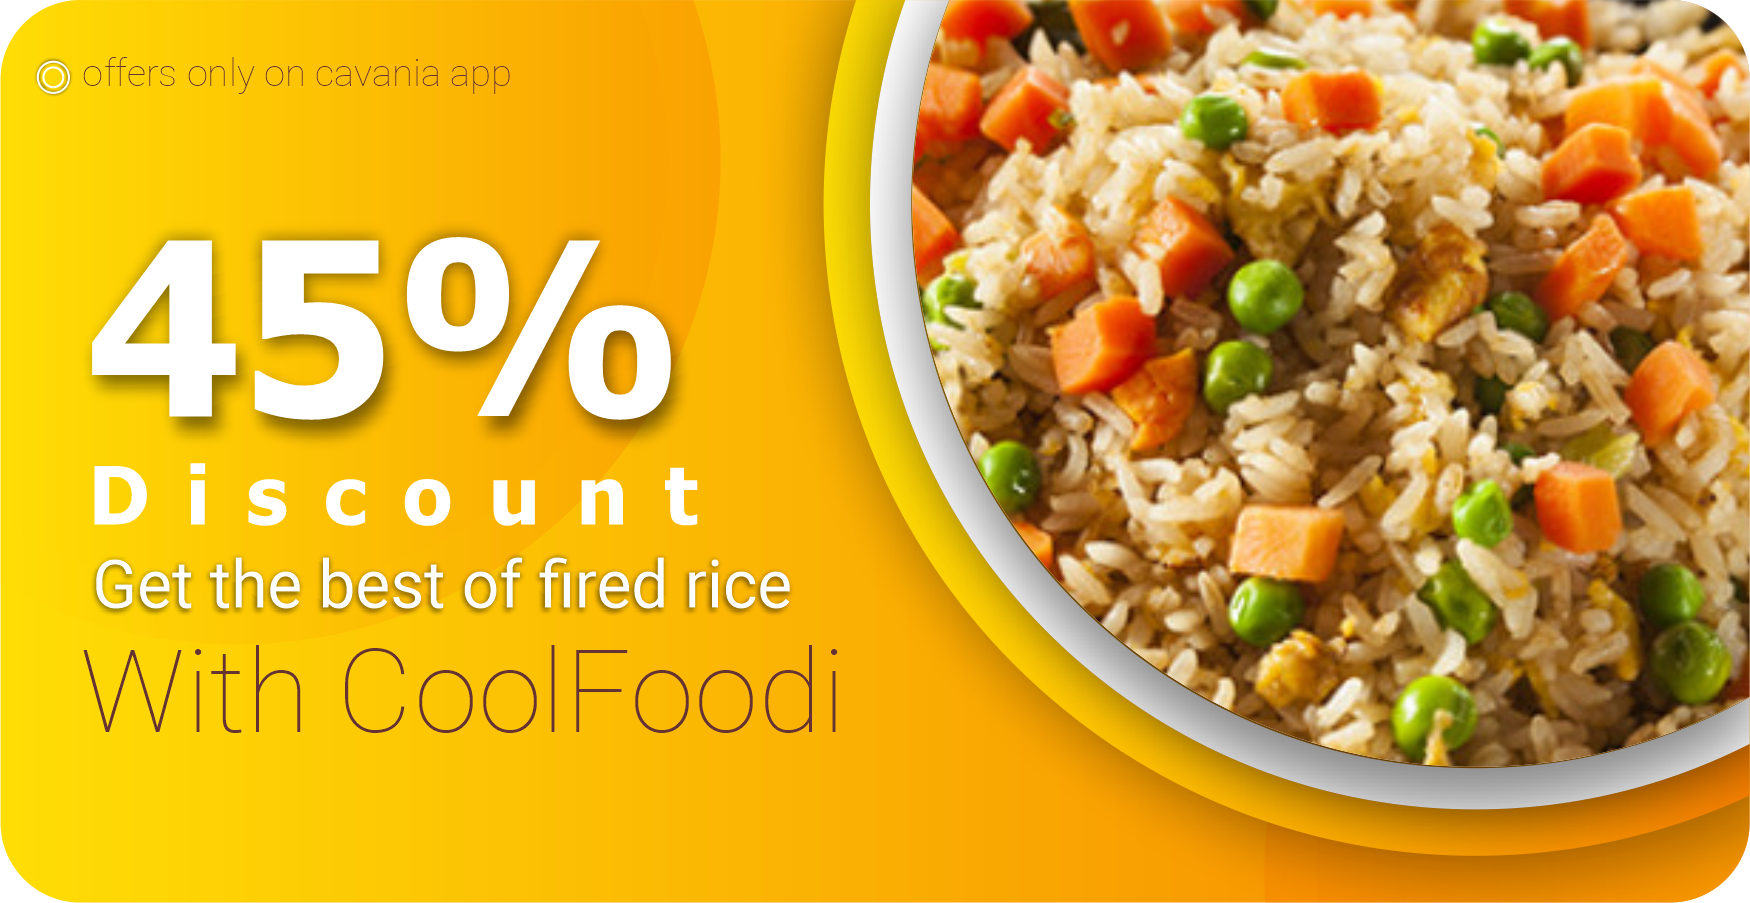 offers only on cavania app
45%
Discount
Get the best of fired rice
With CoolFoodi